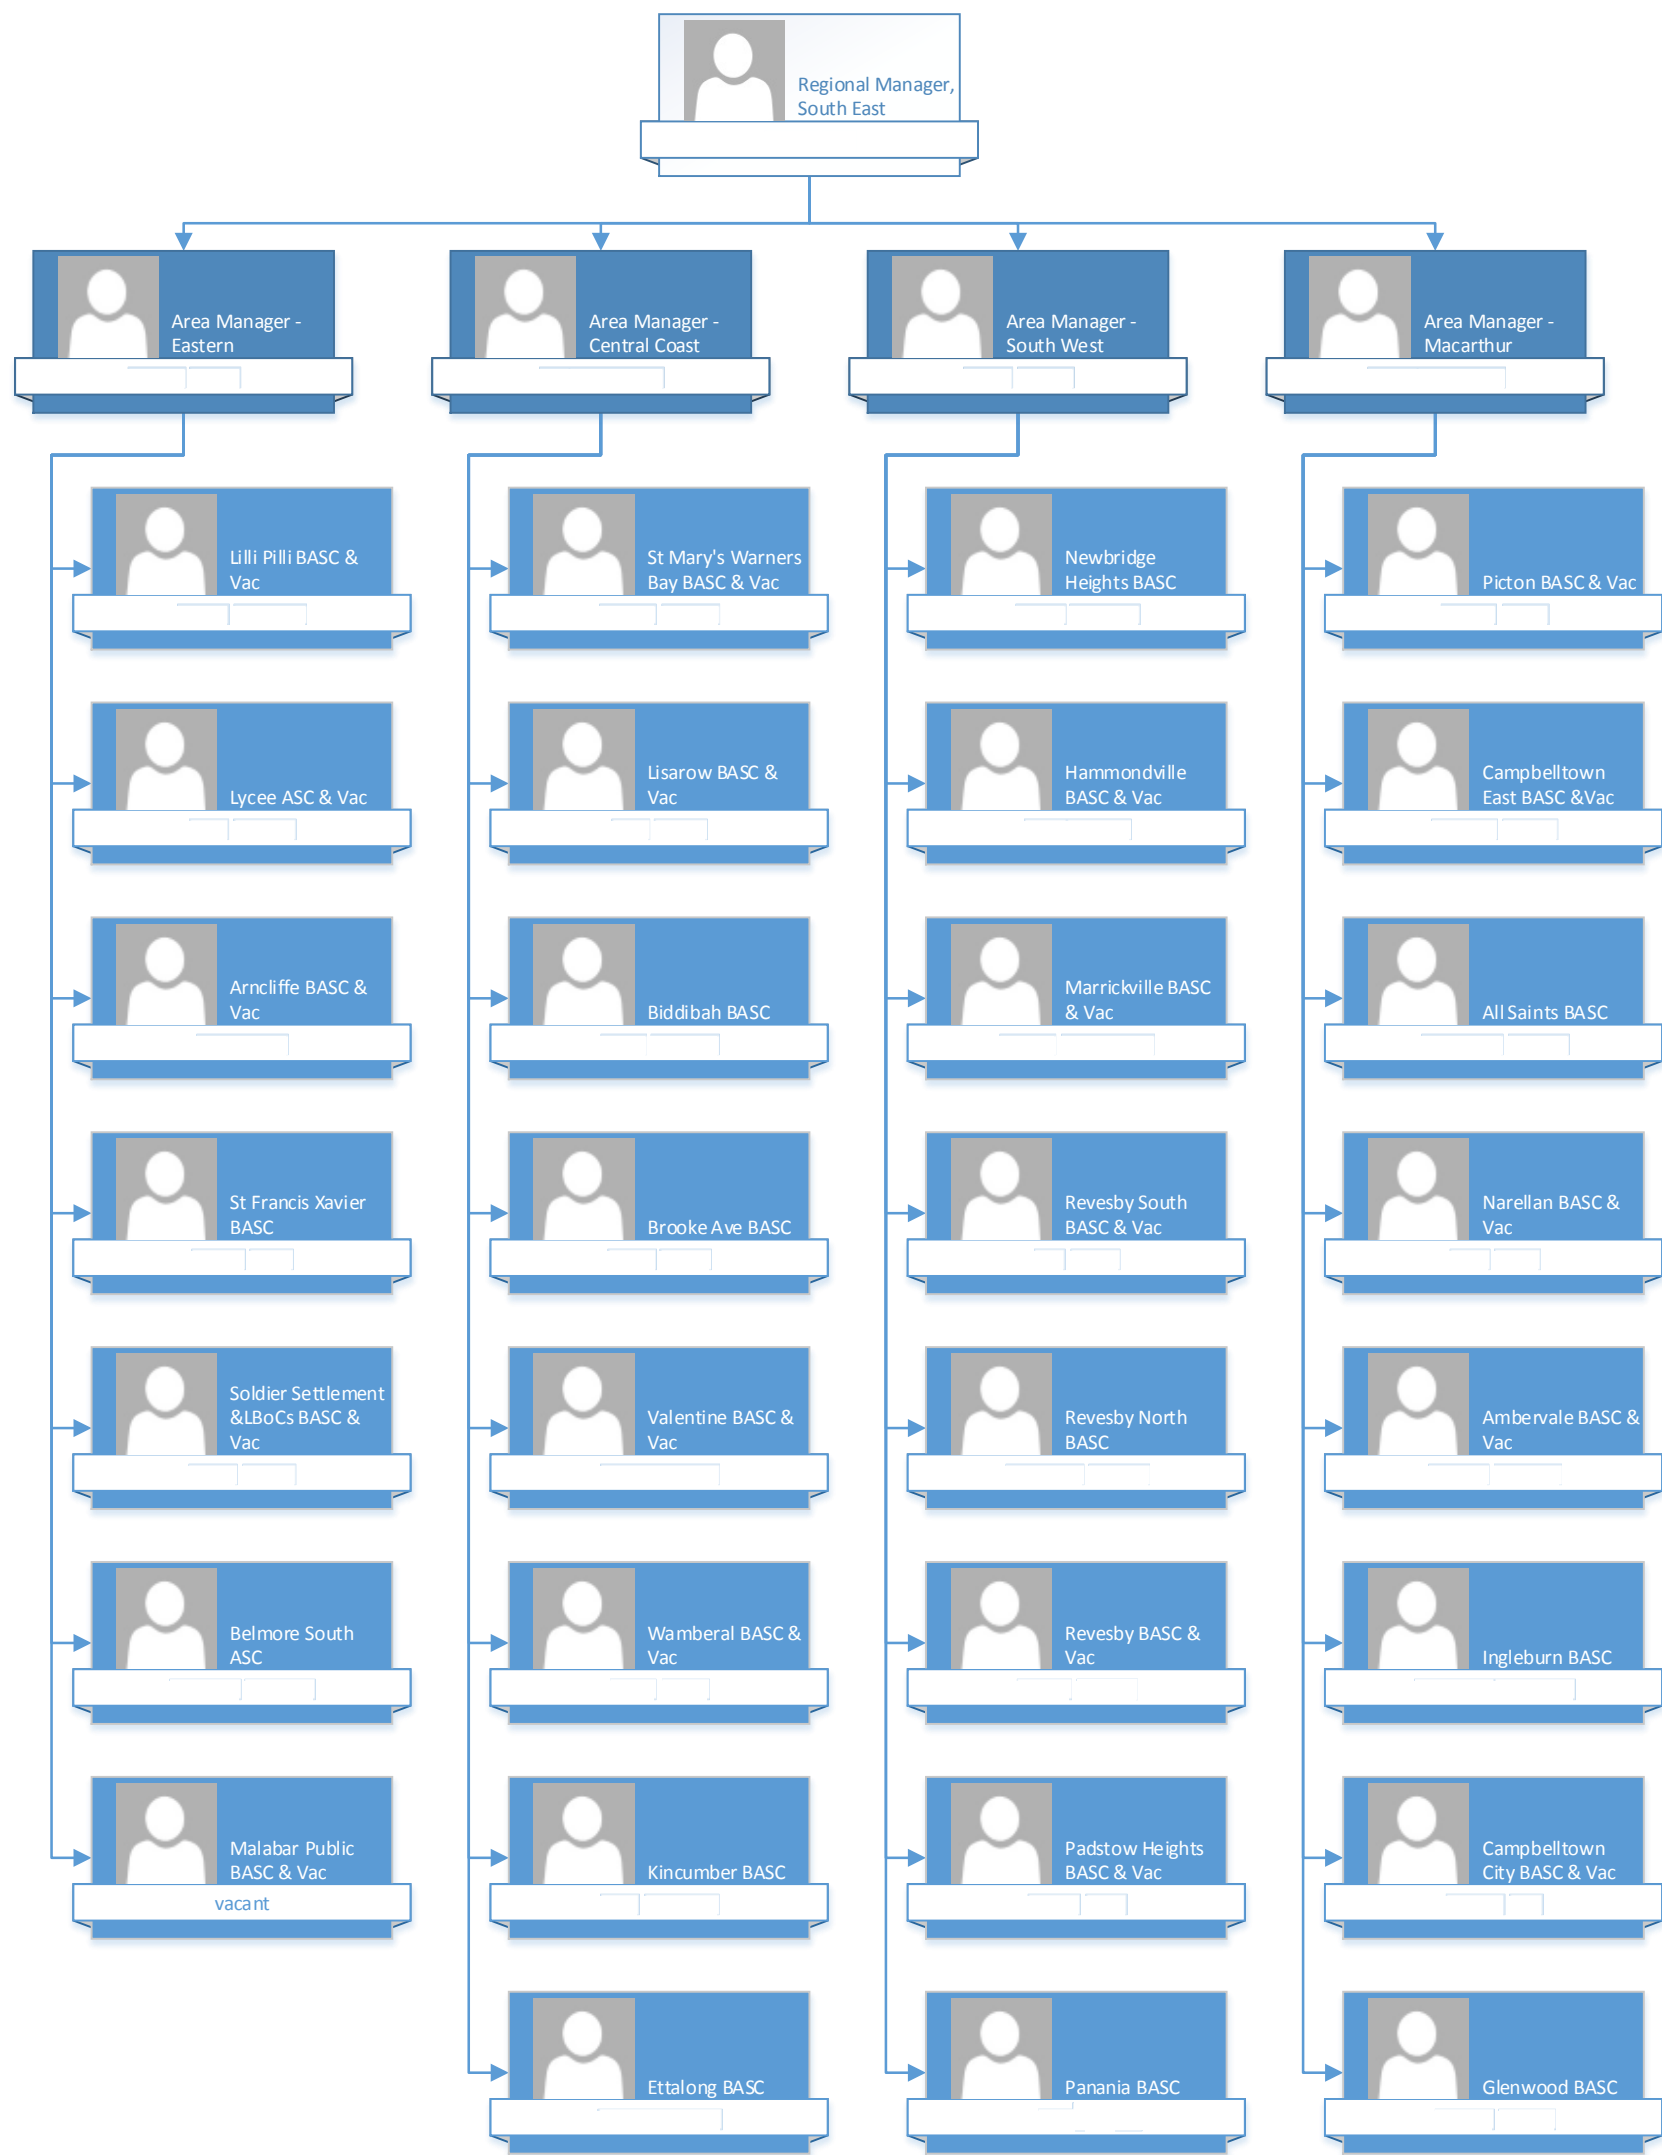 Regional Manager,
South East
Area Manager -
Eastern
Area Manager -
Central Coast
Area Manager -
South West
Area Manager -
Macarthur
Lilli Pilli BASC &
Vac
St Mary's Warners
Bay BASC & Vac
Newbridge
Heights BASC
Picton BASC & Vac
Lycee ASC & Vac
Lisarow BASC &
Vac
Hammondville
BASC & Vac
Campbelltown
East BASC &Vac
Arncliffe BASC &
Vac
Biddibah BASC
Marrickville BASC
& Vac
All Saints BASC
St Francis Xavier
BASC
Brooke Ave BASC
Revesby South
BASC & Vac
Narellan BASC &
Vac
Soldier Settlement
&LBoCs BASC &
Vac
Valentine BASC &
Vac
Revesby North
BASC
Ambervale BASC &
Vac
Belmore South
ASC
Wamberal BASC &
Vac
Revesby BASC &
Vac
Ingleburn BASC
Malabar Public
BASC & Vac
vacant
Kincumber BASC
Padstow Heights
BASC & Vac
Campbelltown
City BASC & Vac
Ettalong BASC
Panania BASC
Glenwood BASC